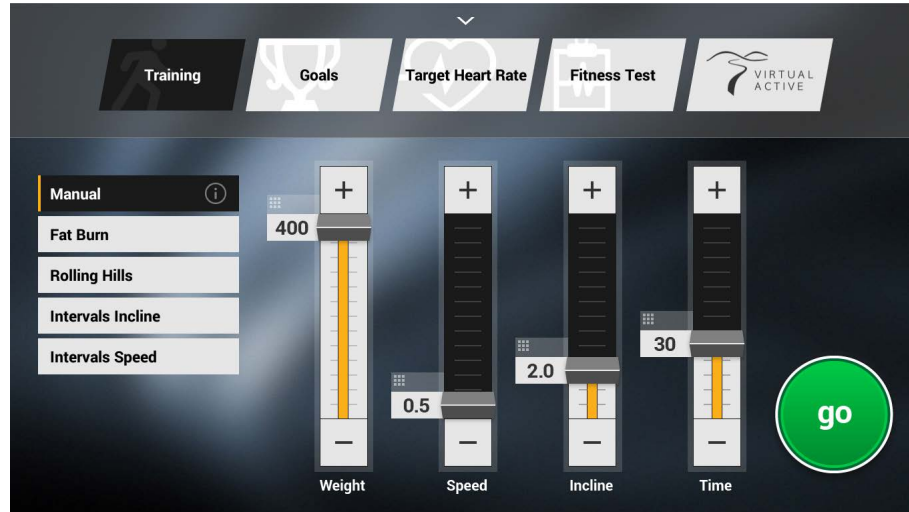 Training
Goals
Target Heart Rate
Fitness Test
VIRTUAL
ACTIVE
Manual
Fat Burn
Rolling Hills
Intervals Incline
Intervals Speed
400
0.5
2.0
30
+
+
+
+
−
−
−
−
Weight
Speed
Incline
Time
go